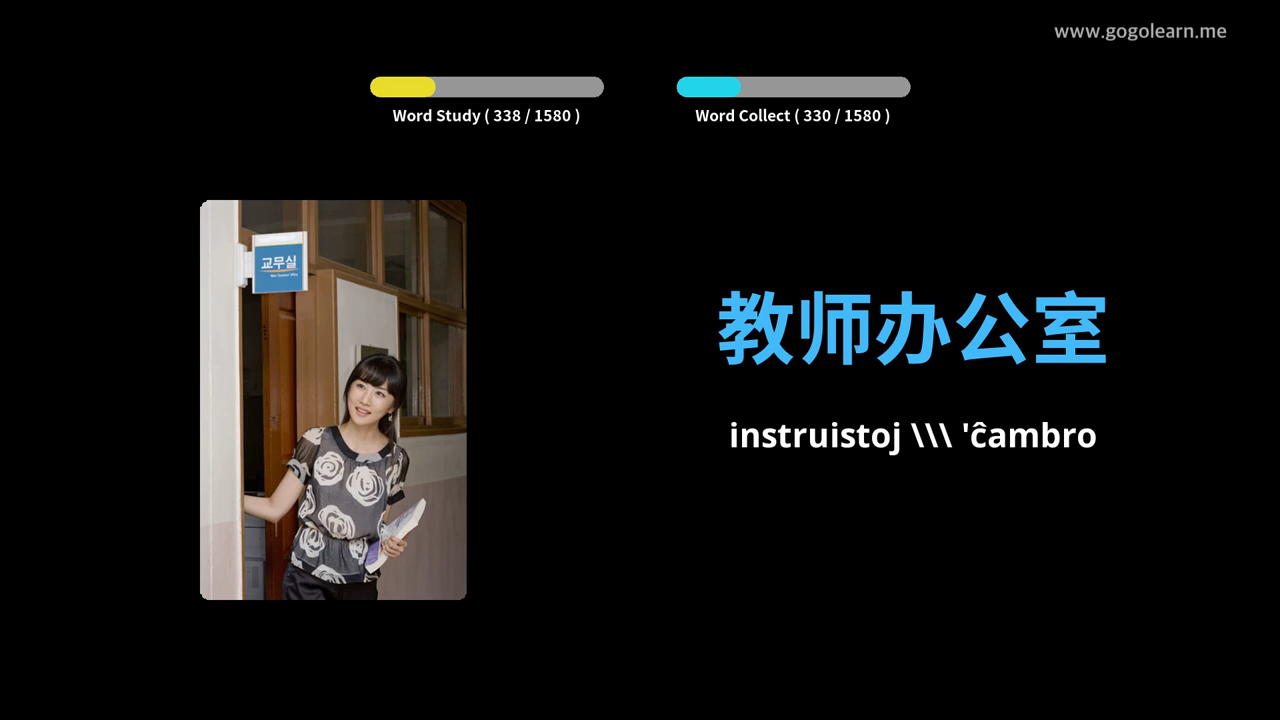 www.gogolearn.me
Word Study ( 338 / 1580 )
Word Collect ( 330 / 1580 )
교무실
教师办公室
instruistoj \\\ 'ĉambro